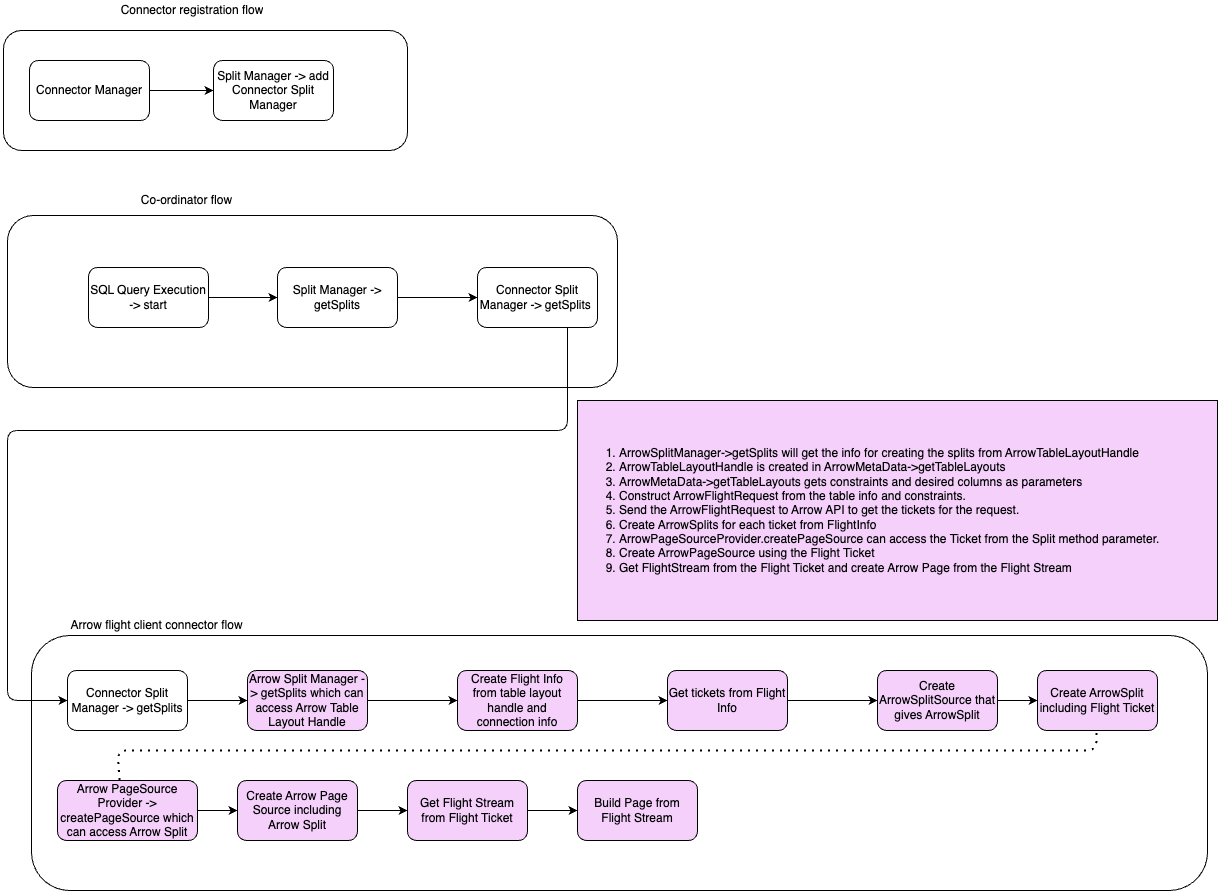 Connector registration flow
Connector Manager
Split Manager -> add
Connector Split
Manager
Co-ordinator flow
SQL Query Execution
-> start
Split Manager ->
getSplits
Connector Split
Manager -> getSplits
1. ArrowSplitManager->getSplits will get the info for creating the splits from ArrowTableLayoutHandle
2. ArrowTableLayoutHandle is created in ArrowMetaData->getTableLayouts
3. ArrowMetaData->getTableLayouts gets constraints and desired columns as parameters
4. Construct ArrowFlightRequest from the table info and constraints.
5. Send the ArrowFlightRequest to Arrow API to get the tickets for the request.
6. Create ArrowSplits for each ticket from FlightInfo
7. ArrowPageSourceProvider.createPageSource can access the Ticket from the Split method parameter.
8. Create ArrowPageSource using the Flight Ticket
9. Get FlightStream from the Flight Ticket and create Arrow Page from the Flight Stream
Arrow flight client connector flow
Connector Split
Manager -> getSplits
Arrow Split Manager -
> getSplits which can
access Arrow Table
Layout Handle
Create Flight Info
from table layout
handle and
connection info
Get tickets from Flight
Info
Create
ArrowSplitSource that
gives ArrowSplit
Create ArrowSplit
including Flight Ticket
Arrow PageSource
Provider ->
createPageSource which
can access Arrow Split
Create Arrow Page
Source including
Arrow Split
Get Flight Stream
from Flight Ticket
Build Page from
Flight Stream